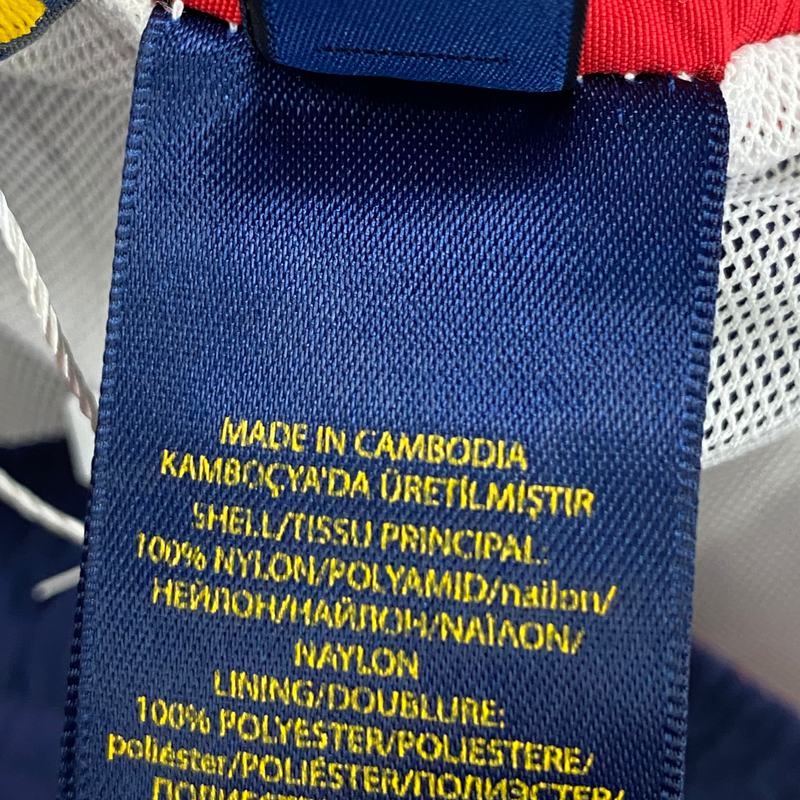 MADE IN CAMBODIA
KAMBOÇYA'DA ÜRETİLMİŞTİR
SHELL/TISSU PRINCIPAL:
100% NYLON/POLYAMID/nailon/
НЕЙЛОН/НАЙЛОН/ΝΑΪΛΟΝ/
NAYLON
LINING/DOUBLURE:
100% POLYESTER/POLIESTERE/
poliéster/POLIÉSTER/ПОЛИЭСТЕР/